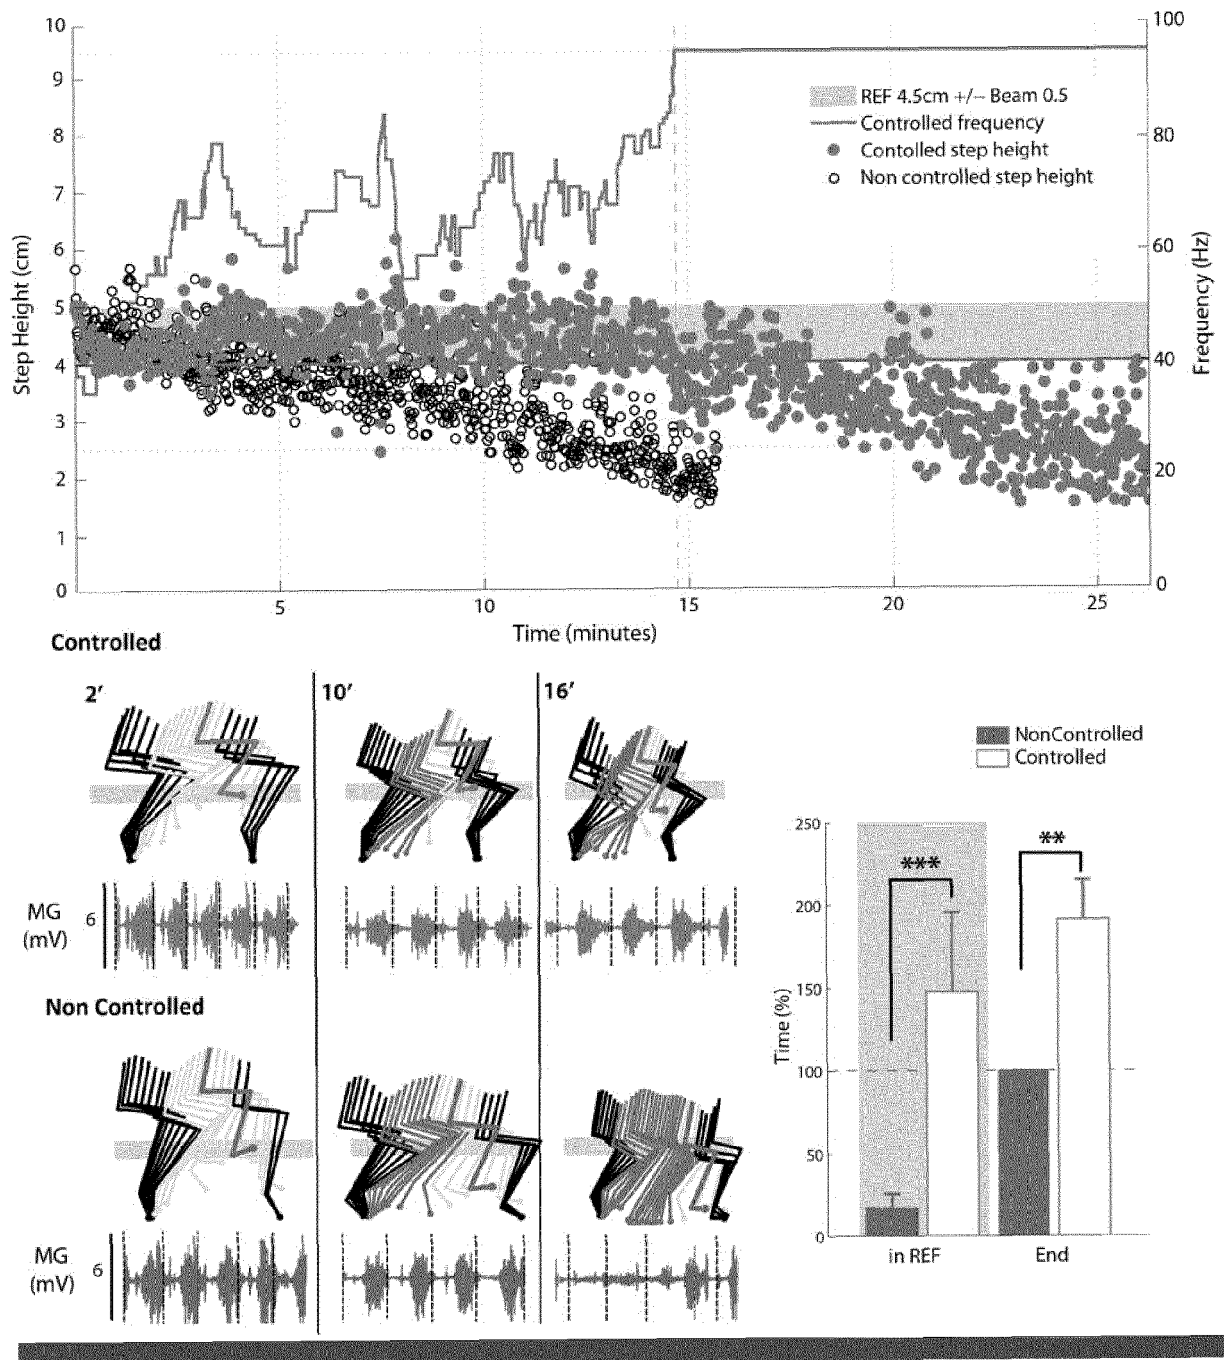 10
9
8
7
6
5
4
3
2
1
0
Step Height (cm)
100
80
60
40
20
0
Frequency (Hz)
REF 4.5cm +/- Beam 0.5
Controlled frequency
Contolled step height
Non controlled step height
5
10
15
20
25
Time (minutes)
Controlled
2'
10'
16'
MG
(mV)
6
Non Controlled
MG
(mV)
6
NonControlled
Controlled
250
200
150
100
50
0
Time (%)
***
**
in REF
End